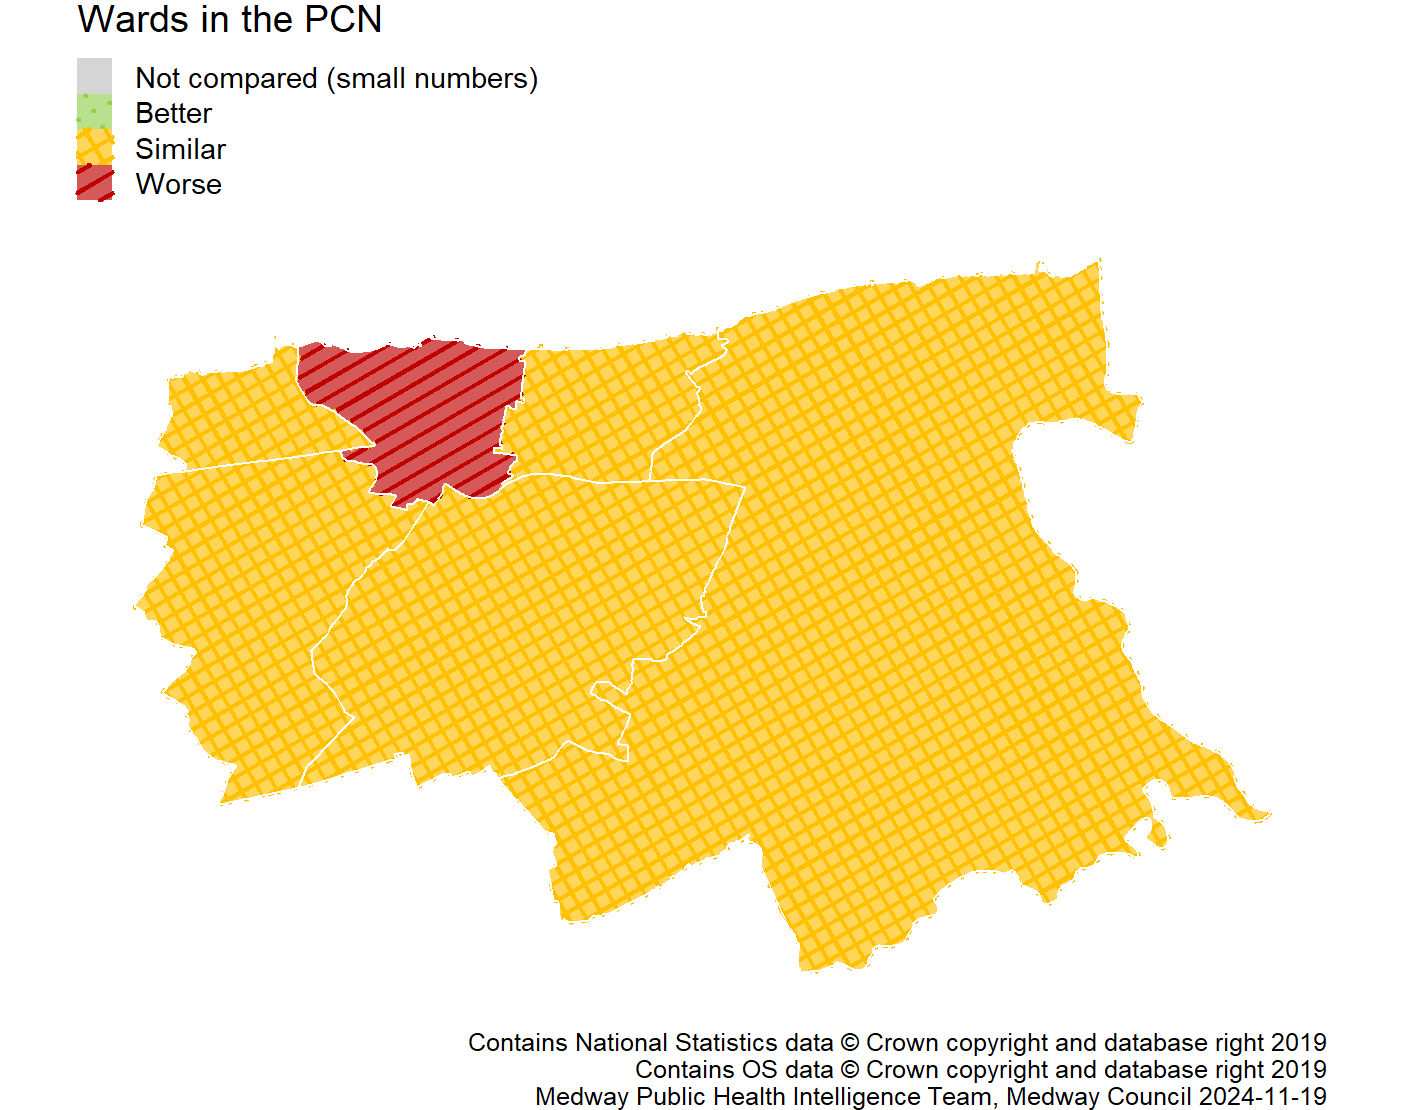 Wards in the PCN
Not compared (small numbers)
Better
Similar
Worse
Contains National Statistics data © Crown copyright and database right 2019
Contains OS data © Crown copyright and database right 2019
Medway Public Health Intelligence Team, Medway Council 2024-11-19